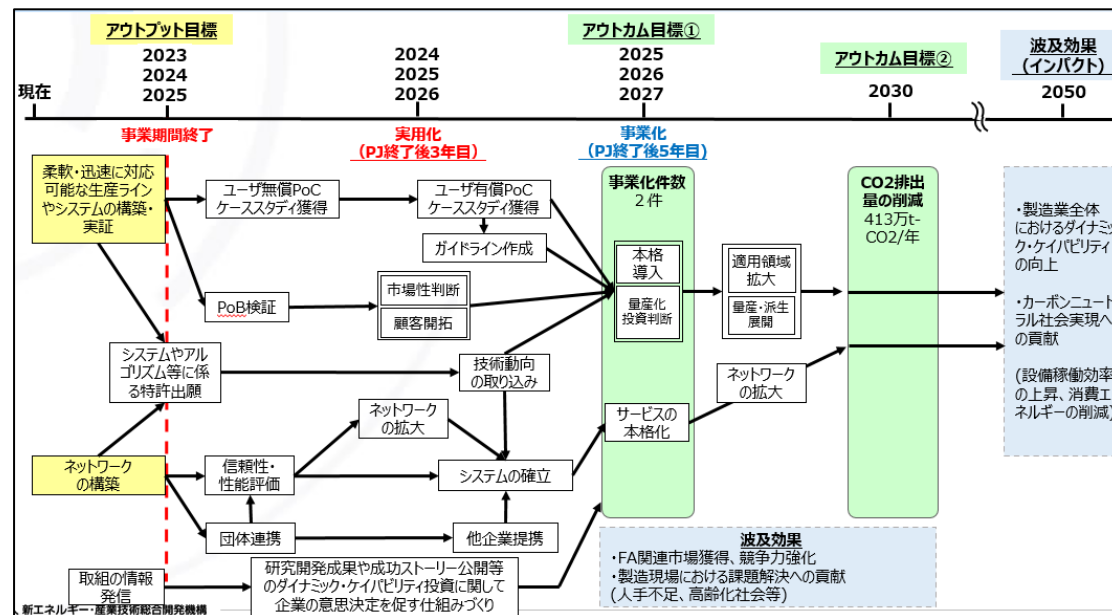 アウトプット目標
2023
2024
2025
2024
2025
2026
アウトカム目標①
2025
2026
2027
アウトカム目標②
2030
波及効果
(インパクト)
2050
現在
事業期間終了
実用化
(PJ終了後3年目)
事業化
(PJ終了後5年目)
柔軟・迅速に対応
可能な生産ライン
やシステムの構築・
実証
ユーザ無償PoC
ケーススタディ獲得
ユーザ有償PoC
ケーススタディ獲得
ガイドライン作成
PoB検証
市場性判断
顧客開拓
システムやアル
ゴリズム等に係
る特許出願
技術動向
の取り込み
ネットワーク
の拡大
ネットワーク
の構築
信頼性・
性能評価
システムの確立
団体連携
他企業提携
取組の情報
発信
研究開発成果や成功ストーリー公開等
のダイナミック・ケイパビリティ投資に関して
企業の意思決定を促す仕組みづくり
事業化件数
2件
本格
導入
量産化
投資判断
サービスの
本格化
適用領域
拡大
量産・派生
展開
ネットワーク
の拡大
CO2排出
量の削減
413万t-
CO2/年
・製造業全体
におけるダイナミッ
ク・ケイパビリティ
の向上
・カーボンニュート
ラル社会実現へ
の貢献
(設備稼働効率
の上昇、消費エ
ネルギーの削減)
波及効果
・FA関連市場獲得、競争力強化
・製造現場における課題解決への貢献
(人手不足、高齢化社会等)
新エネルギー・産業技術総合開発機構